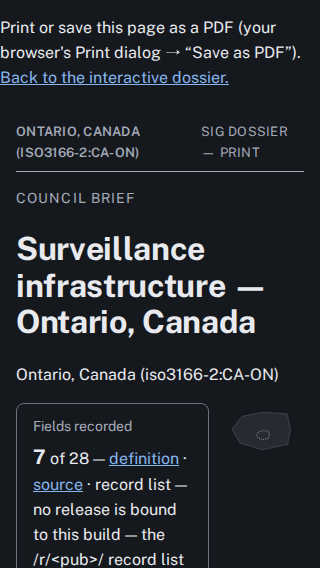 Print or save this page as a PDF (your
browser's Print dialog → “Save as PDF”).
Back to the interactive dossier.
ONTARIO, CANADA
(ISO3166-2:CA-ON)
SIG DOSSIER
— PRINT
COUNCIL BRIEF
Surveillance
infrastructure —
Ontario, Canada
Ontario, Canada (iso3166-2:CA-ON)
Fields recorded
7 of 28 — definition ·
source · record list —
no release is bound
to this build — the
/r/<pub>/ record list